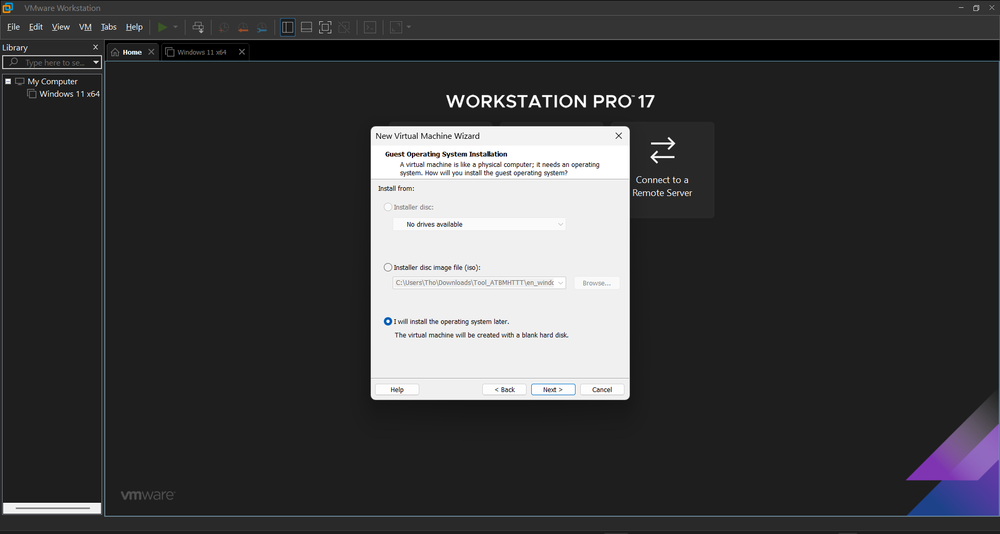 VMware Workstation
File Edit View VM Tabs Help
Library
Type here to se...
My Computer
Windows 11 x64
Home
Windows 11 x64
WORKSTATION PRO™ 17
Connect to a
Remote Server
New Virtual Machine Wizard
Guest Operating System Installation
A virtual machine is like a physical computer; it needs an operating
system. How will you install the guest operating system?
Install from:
Installer disc:
No drives available
Installer disc image file (iso):
C:\Users\Tho\Downloads\Tool_ATBMHTTT\en_windc
Browse...
I will install the operating system later.
The virtual machine will be created with a blank hard disk.
Help
< Back
Next >
Cancel
vmware